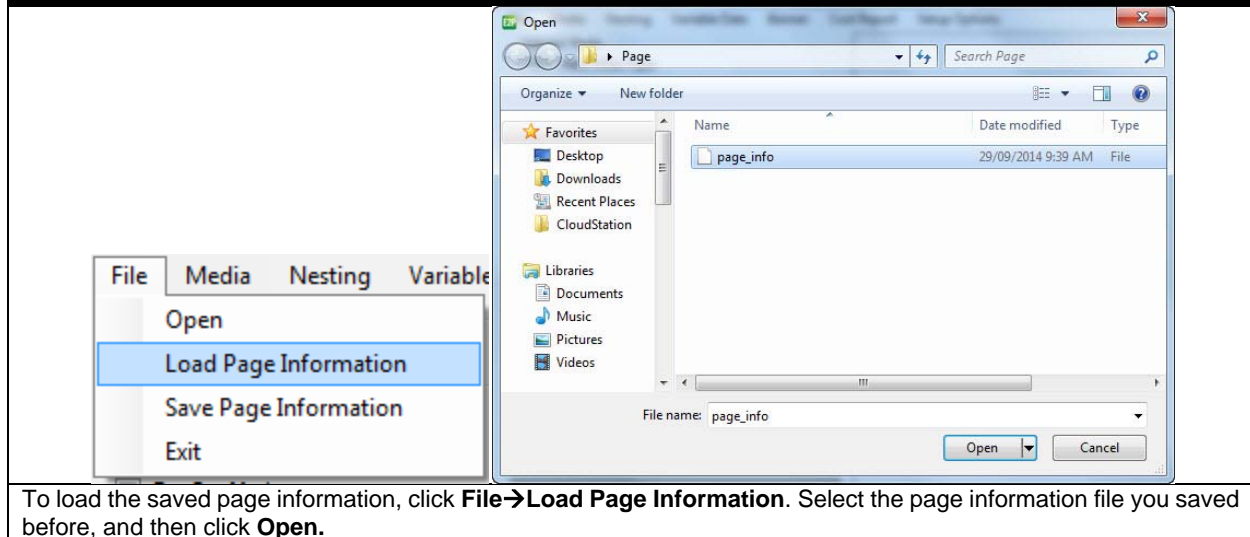 Open
Page
Search Page
Organize
New folder
Name
Date modified
Type
Favorites
Desktop
Downloads
Recent Places
CloudStation
Libraries
Documents
Music
Pictures
Videos
page_info
29/09/2014 9:39 AM
File
File name:
page_info
Open
Cancel
File
Media
Nesting
Variable
Open
Load Page Information
Save Page Information
Exit
To load the saved page information, click File→Load Page Information. Select the page information file you saved
before, and then click Open.